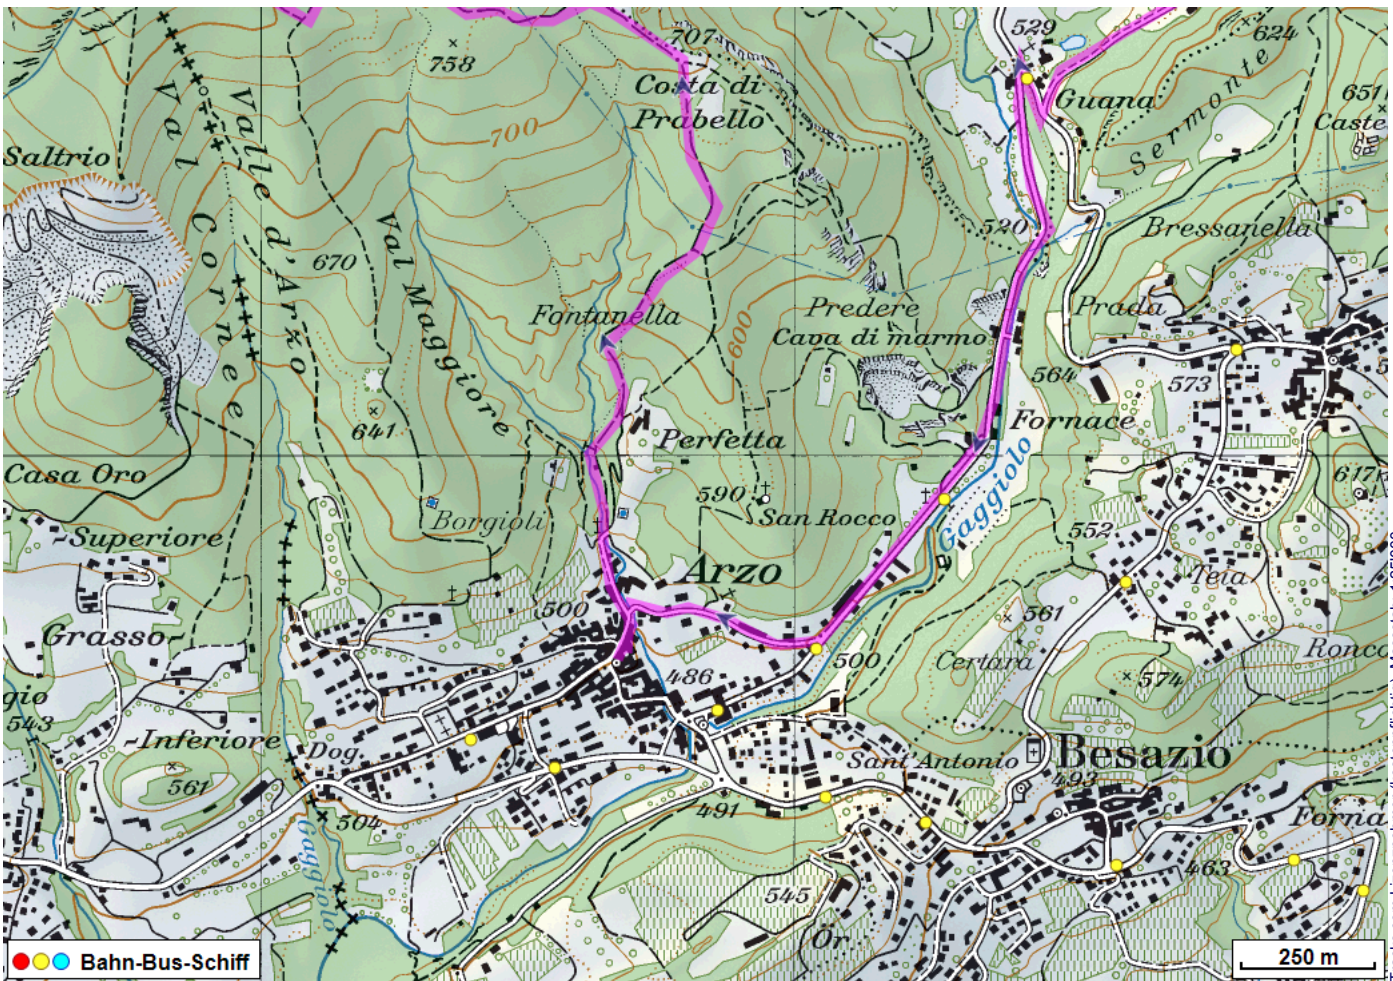 529
624
707
758
Costa di
Prabello
Guana
Sermonte
651
Caste
700
Saltrio
Valle d'Arzo
Val Corne
Val Maggiore
670
520
Bressanella
Fontanella
600
Predere
Cava di marmo
Prada
564
573
641
Perfetta
Fornace
Casa Oro
590
San Rocco
Gaggiolo
617
Borgioli
552
~Superiore
Arzo
Teia
500
561
Grasso~
486
500
Certara
574
Ronco
gio
543
~Inferiore
Dog.
561
Sant'Antonio
Besazio
493
504
491
Forna
Gaggiolo
463
545
Or.
Bahn-Bus-Schiff
250 m